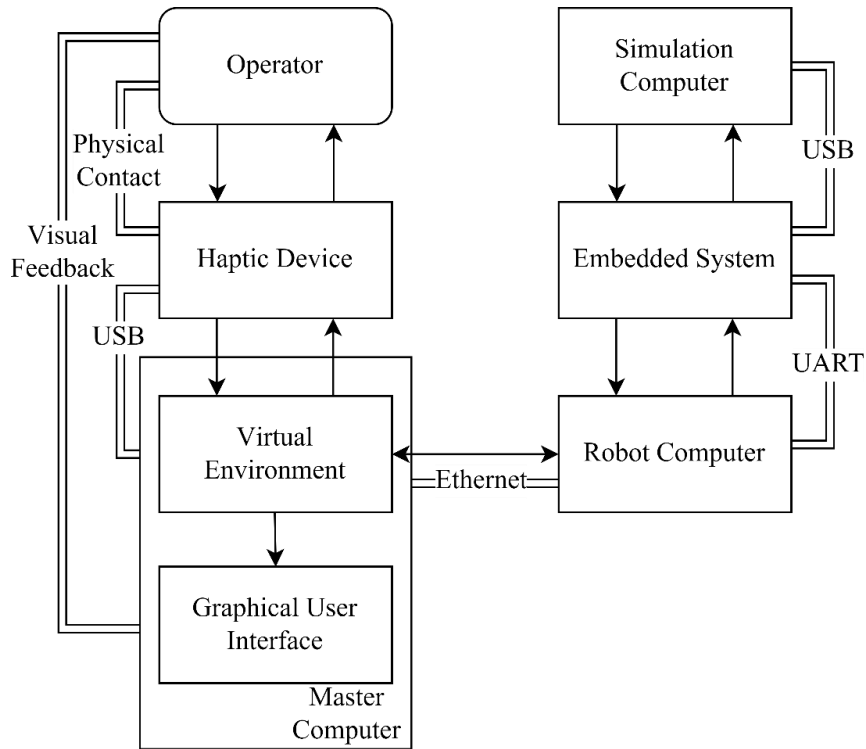 Operator
Simulation
Computer
Physical
Contact
USB
Visual
Feedback
Haptic Device
Embedded System
USB
UART
Virtual
Environment
Robot Computer
Ethernet
Graphical User
Interface
Master
Computer